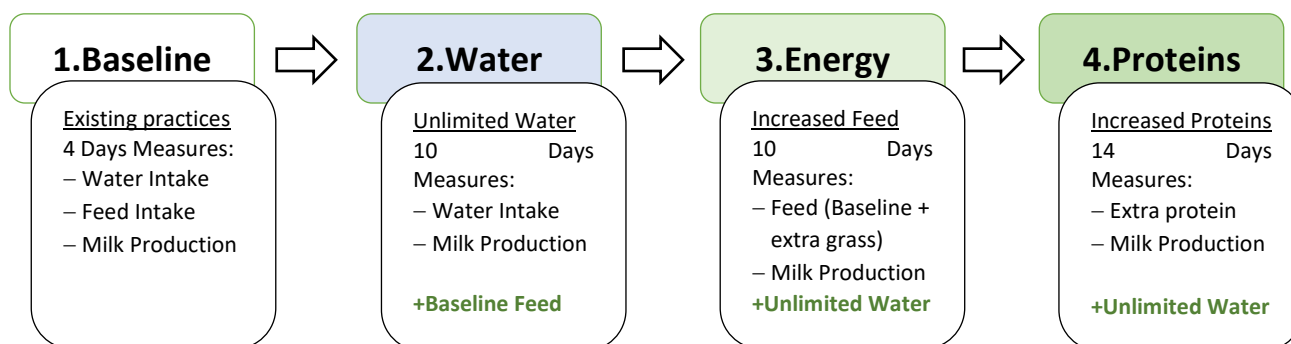 1.Baseline
Existing practices
4 Days Measures:
– Water Intake
– Feed Intake
– Milk Production
2.Water
Unlimited Water
10 Days
Measures:
– Water Intake
– Milk Production
+Baseline Feed
3.Energy
Increased Feed
10 Days
Measures:
– Feed (Baseline +
extra grass)
– Milk Production
+Unlimited Water
4.Proteins
Increased Proteins
14 Days
Measures:
– Extra protein
– Milk Production
+Unlimited Water